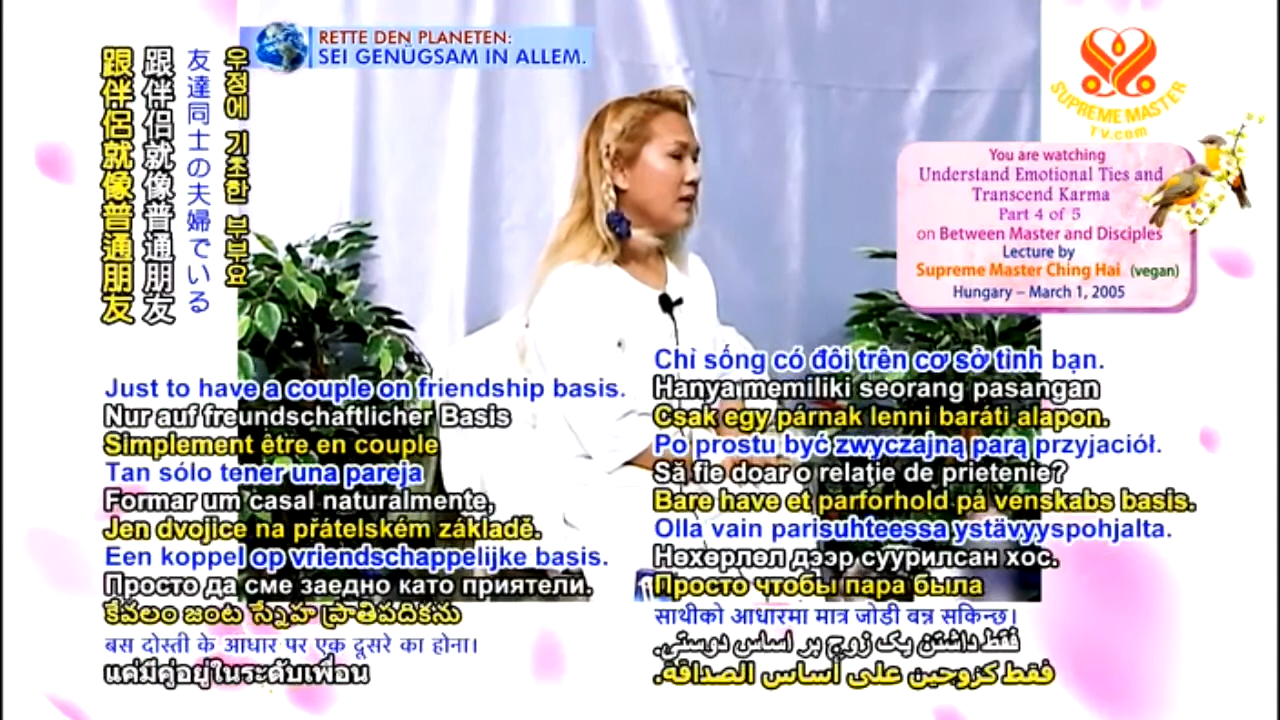 RETTE DEN PLANETEN:
SEI GENÜGSAM IN ALLEM.
SUPREME MASTER
TV.com
You are watching
Understand Emotional Ties and
Transcend Karma
Part 4 of 5
on Between Master and Disciples
Lecture by
Supreme Master Ching Hai (vegan)
Hungary – March 1, 2005
우정에 기초한 부부요
友達同士の夫婦でいる
跟伴侶就像普通朋友
跟伴侣就像普通朋友
Just to have a couple on friendship basis.
Nur auf freundschaftlicher Basis
Simplement être en couple
Tan sólo tener una pareja
Formar um casal naturalmente,
Jen dvojice na přátelském základě.
Een koppel op vriendschappelijke basis.
Просто да сме заедно като приятели.
కేవలం జంట స్నేహ ప్రాతిపదికను
बस दोस्ती के आधार पर एक दूसरे का होना।
แค่มีคู่อยู่ในระดับเพื่อน
Chỉ sống có đôi trên cơ sở tình bạn.
Hanya memiliki seorang pasangan
Csak egy párnak lenni baráti alapon.
Po prostu być zwyczajną parą przyjaciół.
Să fie doar o relaţie de prietenie?
Bare have et parforhold på venskabs basis.
Olla vain parisuhteessa ystävyyspohjalta.
Нөхөрлөл дээр суурилсан хос.
Просто чтобы пара была
साथीको आधारमा मात्र जोडी बन्न सकिन्छ।
فقط داشتن یک زوج بر اساس دوستی.
فقط كزوجين على أساس الصداقة.